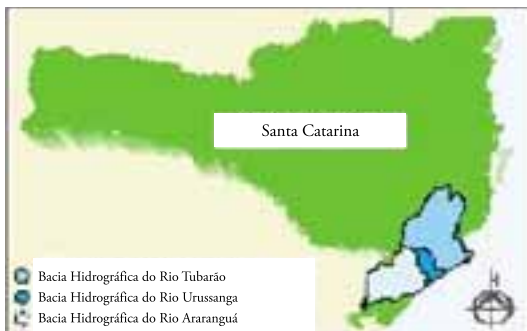 Santa Catarina
Bacia Hidrográfica do Rio Tubarão
Bacia Hidrográfica do Rio Urussanga
Bacia Hidrográfica do Rio Araranguá